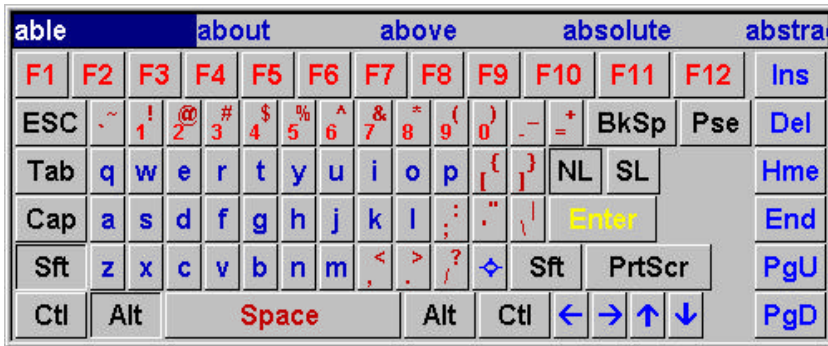 able about above absolute abstra
F1 F2 F3 F4 F5 F6 F7 F8 F9 F10 F11 F12 Ins
ESC `~ !1 @2 #3 $4 %5 ^6 &7 *8 (9 )0 -_ =+ BkSp Pse Del
Tab q w e r t y u i o p [{ ]} NL SL Hme
Cap a s d f g h j k l ;: '" \| Enter End
Sft z x c v b n m ,< .> /? Sft PrtScr PgU
Ctl Alt Space Alt Ctl ← → ↑ ↓ PgD